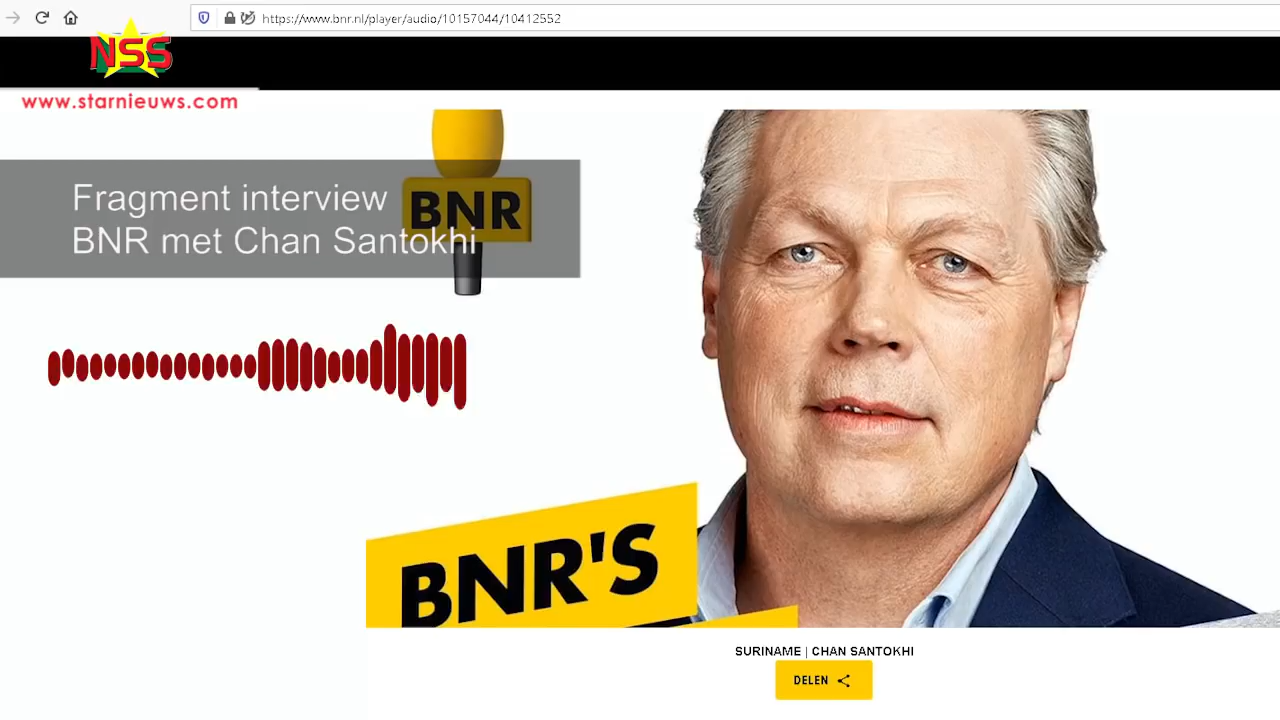 https://www.bnr.nl/player/audio/10157044/10412552
NSS
www.starnieuws.com
Fragment interview
BNR met Chan Santokhi
BNR
BNR'S
SURINAME | CHAN SANTOKHI
DELEN